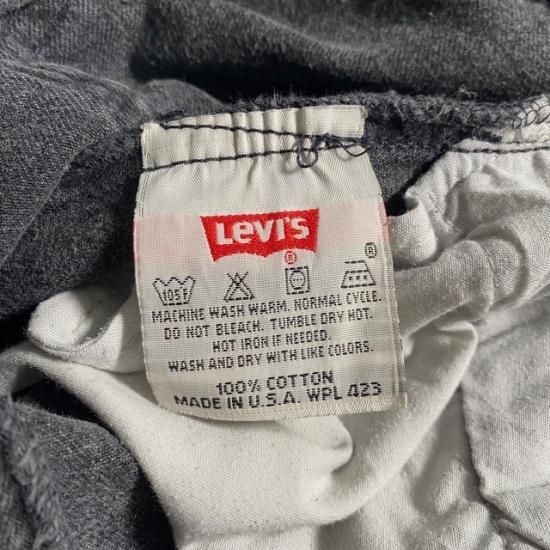 Levi's
®
®
105F
MACHINE WASH WARM. NORMAL CYCLE.
DO NOT BLEACH. TUMBLE DRY HOT.
HOT IRON IF NEEDED.
WASH AND DRY WITH LIKE COLORS.
100% COTTON
MADE IN U.S.A. WPL 423